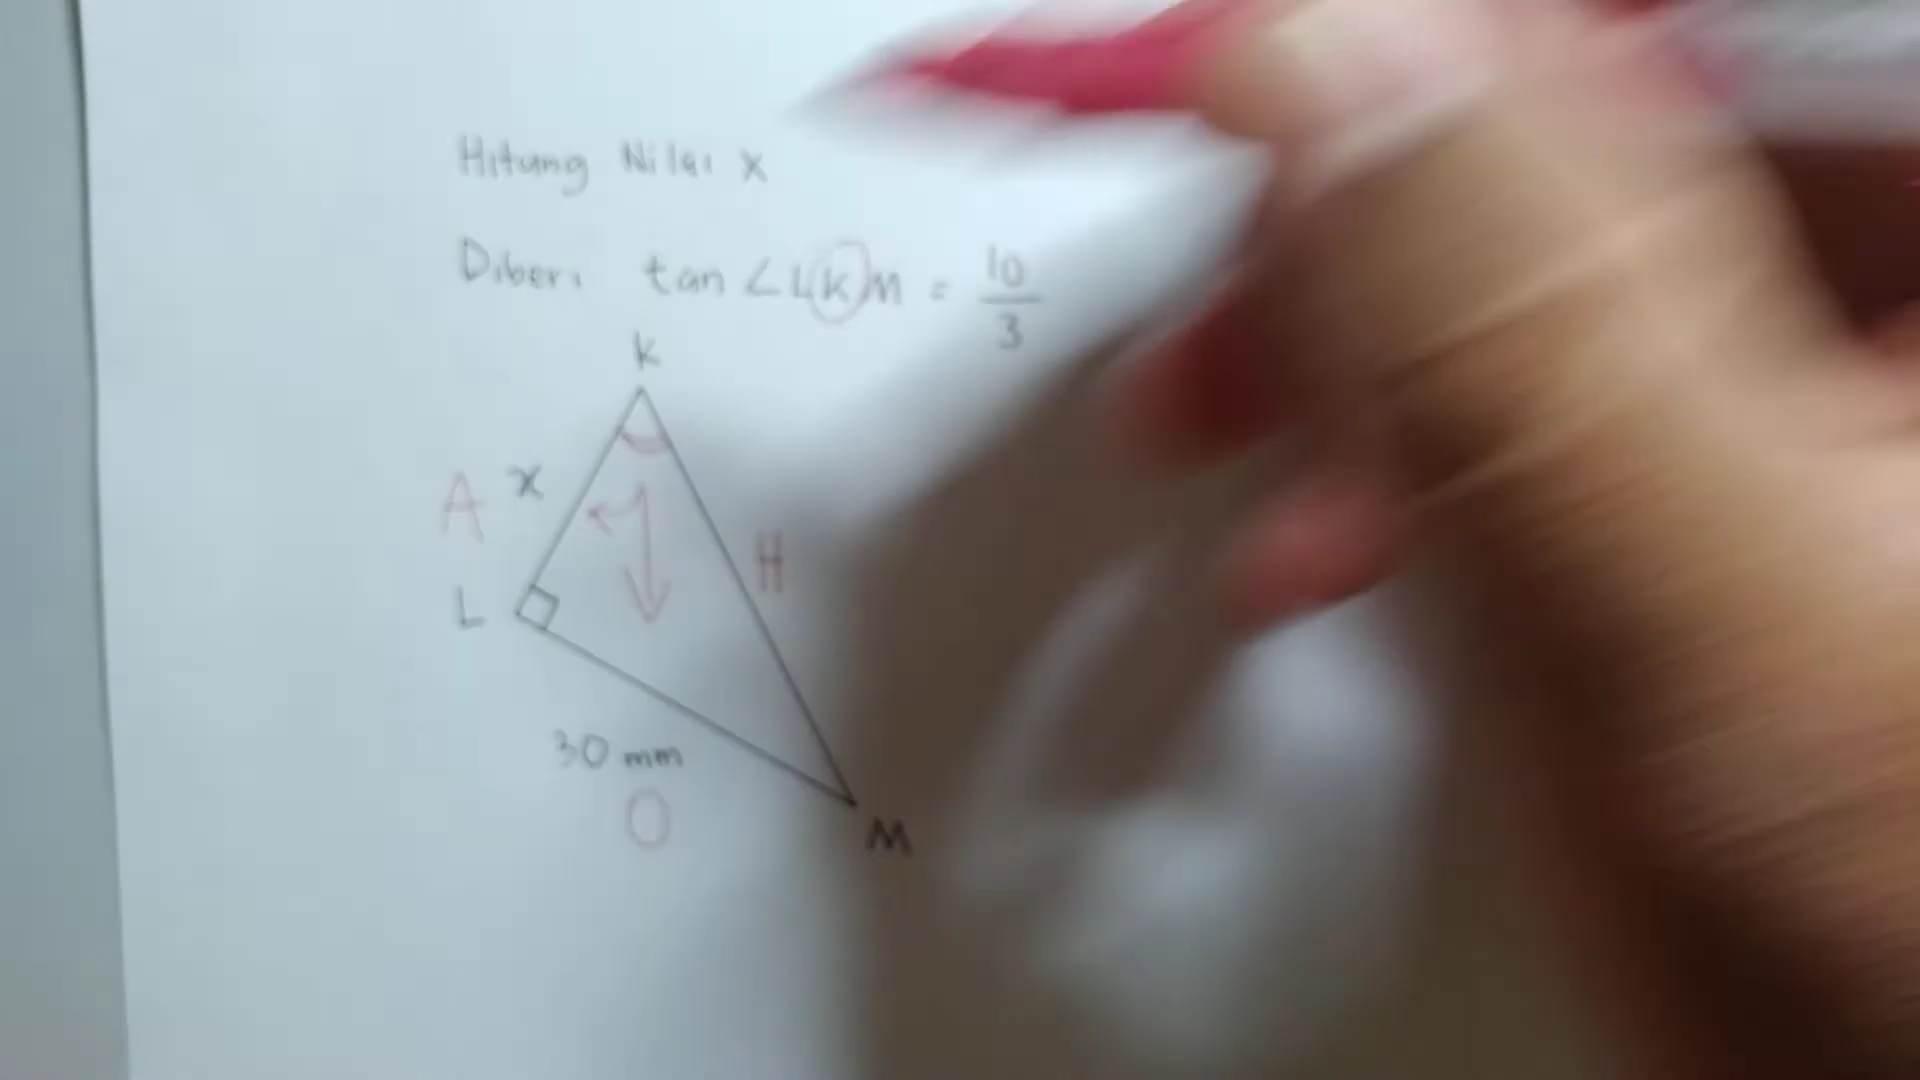 Hitung Nilai x
Diberi tan ∠LKM = 10/3
K
A x
H
L
30 mm
O
M